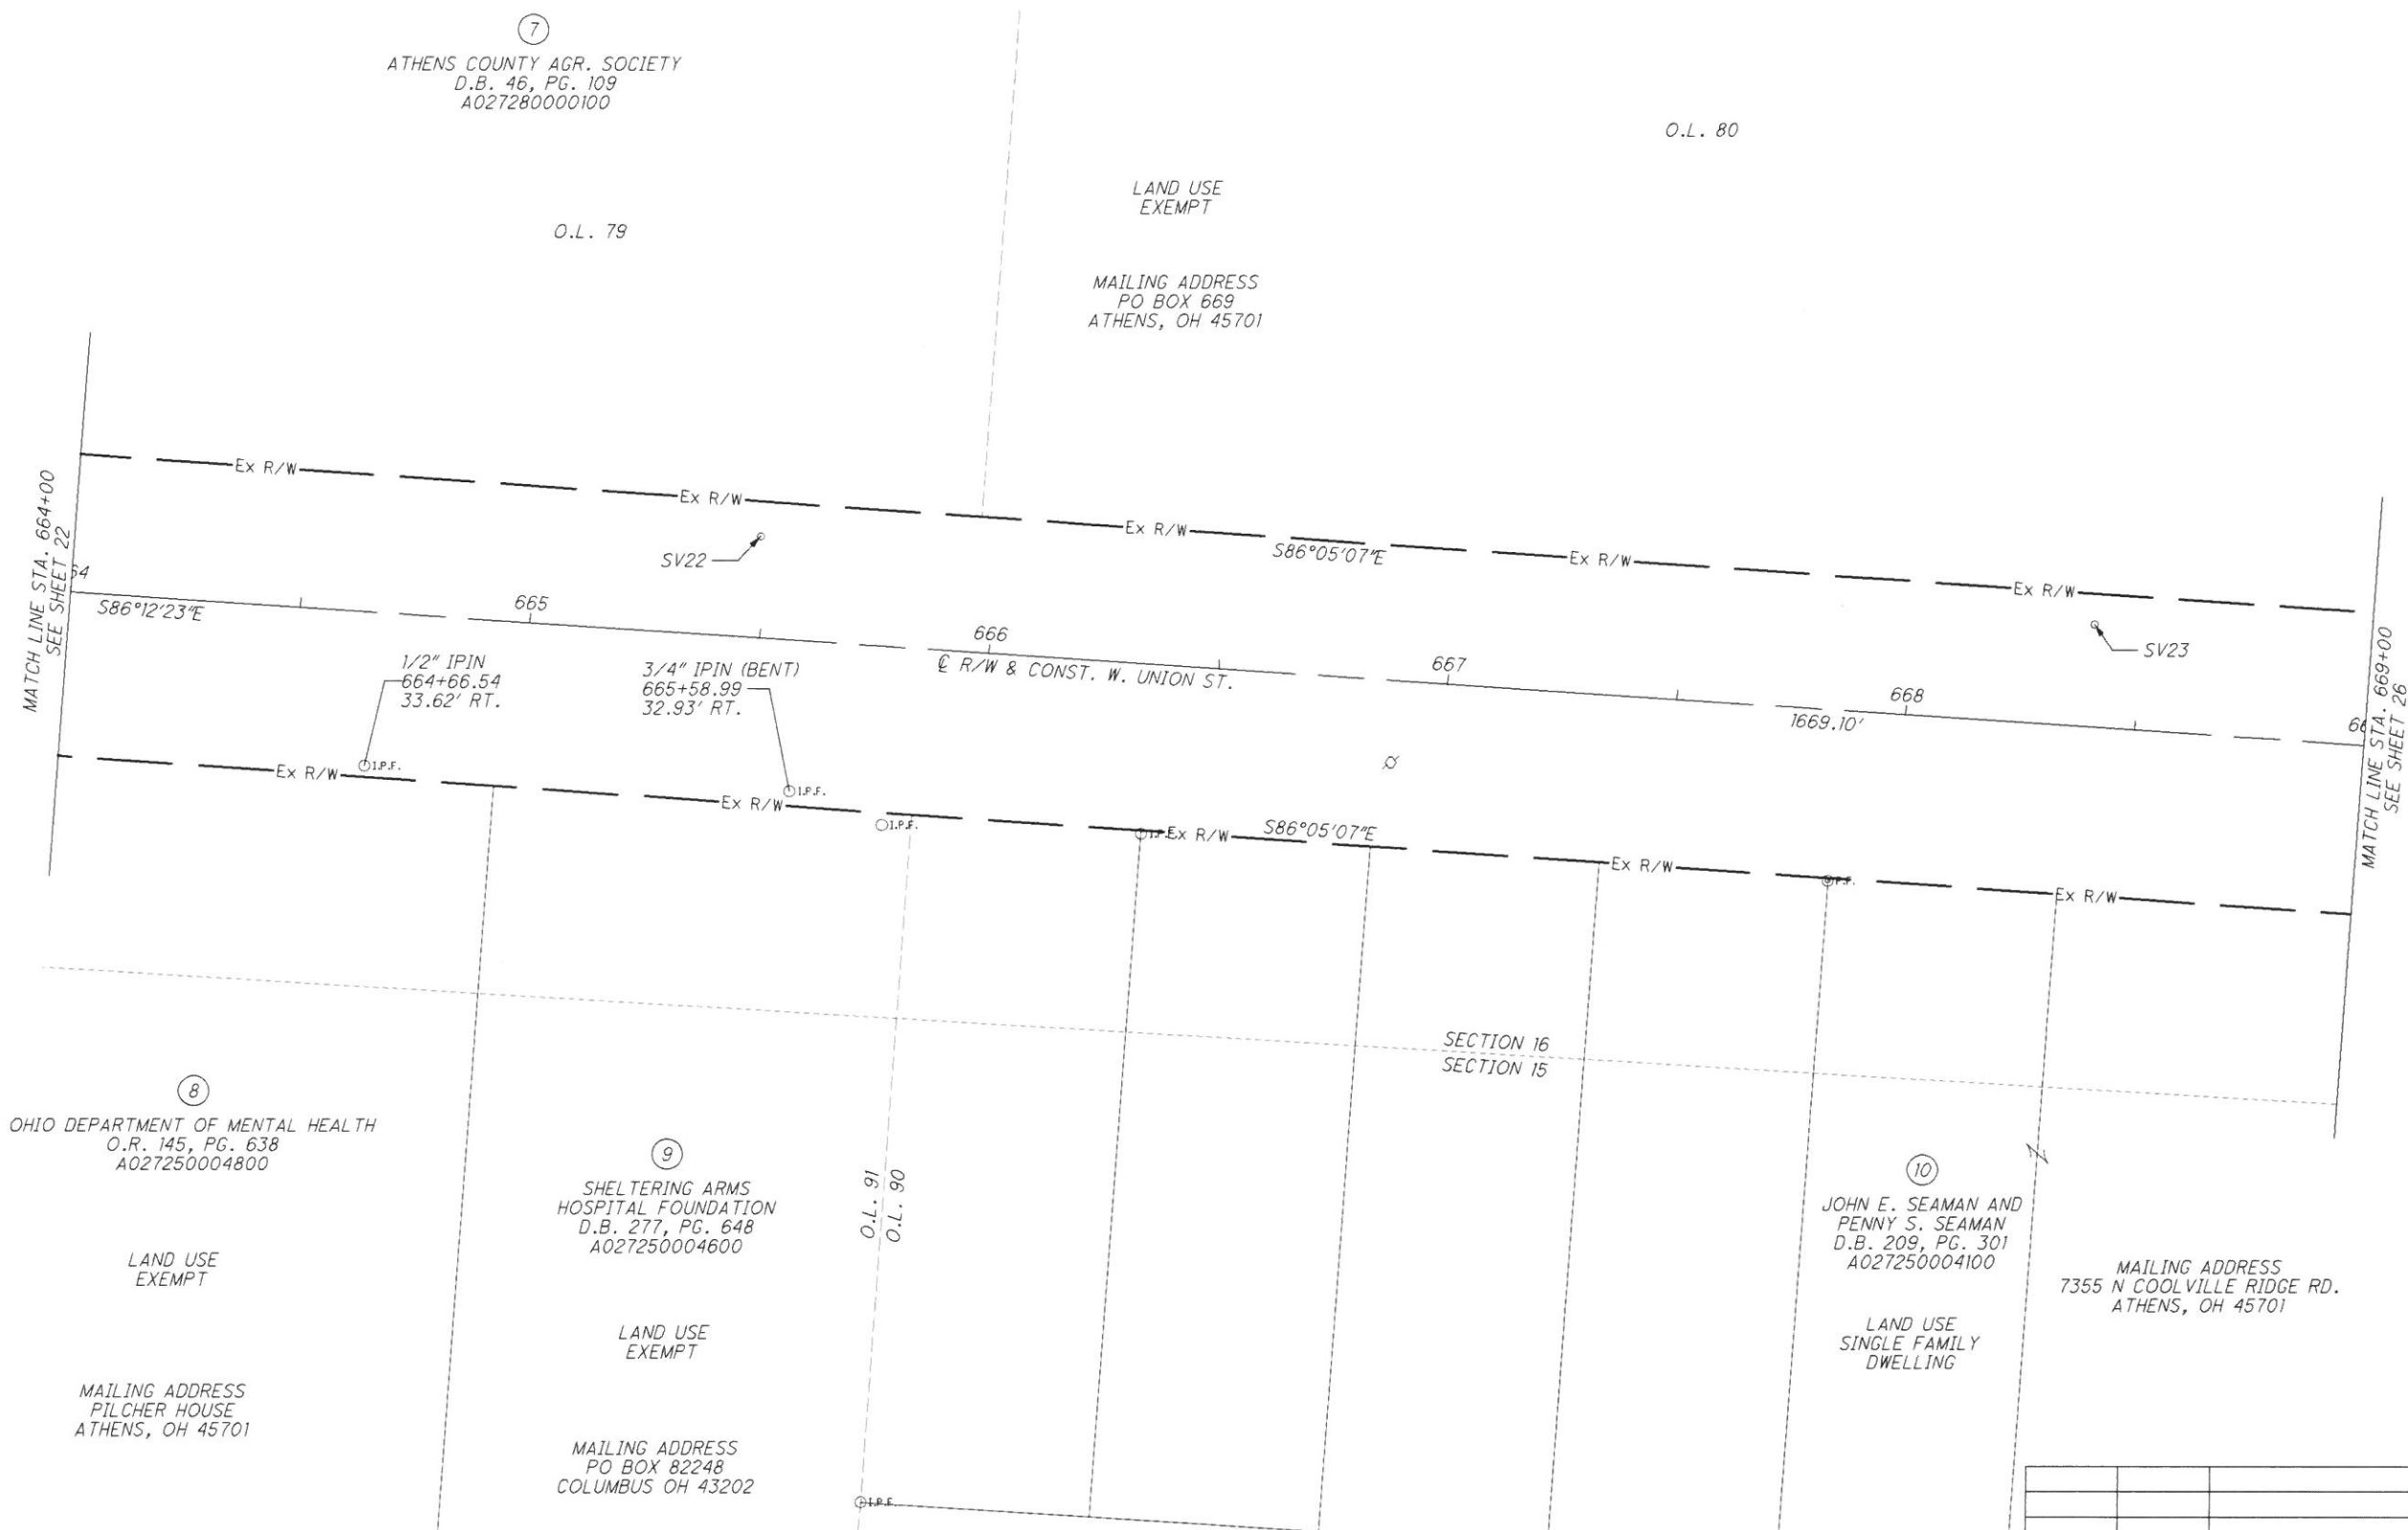 7
ATHENS COUNTY AGR. SOCIETY
D.B. 46, PG. 109
A027280000100
O.L. 80
LAND USE
EXEMPT
O.L. 79
MAILING ADDRESS
PO BOX 669
ATHENS, OH 45701
MATCH LINE STA. 664+00
SEE SHEET 22
Ex R/W
Ex R/W
Ex R/W
Ex R/W
Ex R/W
S86°05'07"E
SV22
SV23
64
S86°12'23"E
665
666
667
668
66
℄ R/W & CONST. W. UNION ST.
1669.10'
MATCH LINE STA. 669+00
SEE SHEET 26
1/2" IPIN
664+66.54
33.62' RT.
3/4" IPIN (BENT)
665+58.99
32.93' RT.
I.P.F.
I.P.F.
I.P.F.
I.P.F.
I.P.F.
Ex R/W
Ex R/W
Ex R/W
S86°05'07"E
Ex R/W
Ex R/W
SECTION 16
SECTION 15
8
OHIO DEPARTMENT OF MENTAL HEALTH
O.R. 145, PG. 638
A027250004800
LAND USE
EXEMPT
MAILING ADDRESS
PILCHER HOUSE
ATHENS, OH 45701
9
SHELTERING ARMS
HOSPITAL FOUNDATION
D.B. 277, PG. 648
A027250004600
LAND USE
EXEMPT
MAILING ADDRESS
PO BOX 82248
COLUMBUS OH 43202
O.L. 91
O.L. 90
I.P.F.
10
JOHN E. SEAMAN AND
PENNY S. SEAMAN
D.B. 209, PG. 301
A027250004100
LAND USE
SINGLE FAMILY
DWELLING
MAILING ADDRESS
7355 N COOLVILLE RIDGE RD.
ATHENS, OH 45701